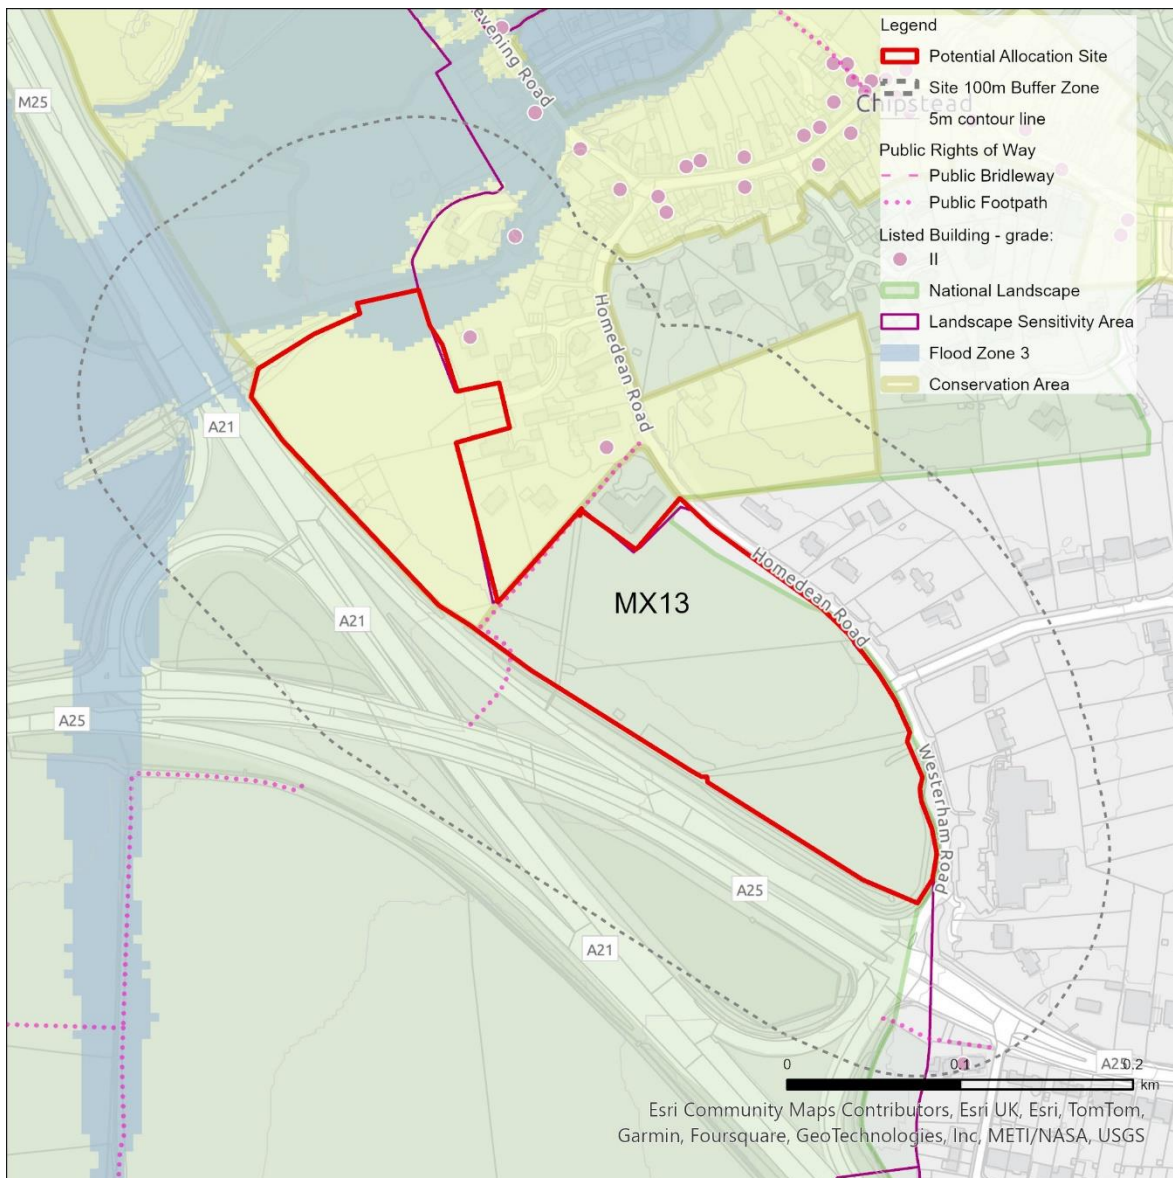 evening Road
Legend
Potential Allocation Site
Site 100m Buffer Zone
5m contour line
Public Rights of Way
Public Bridleway
Public Footpath
Listed Building - grade:
II
National Landscape
Landscape Sensitivity Area
Flood Zone 3
Conservation Area
M25
Chipstead
Homedean Road
A21
MX13
Homedean Road
A21
A25
Westerham Road
A25
A21
A25
0 0.1 0.2
km
Esri Community Maps Contributors, Esri UK, Esri, TomTom,
Garmin, Foursquare, GeoTechnologies, Inc, METI/NASA, USGS